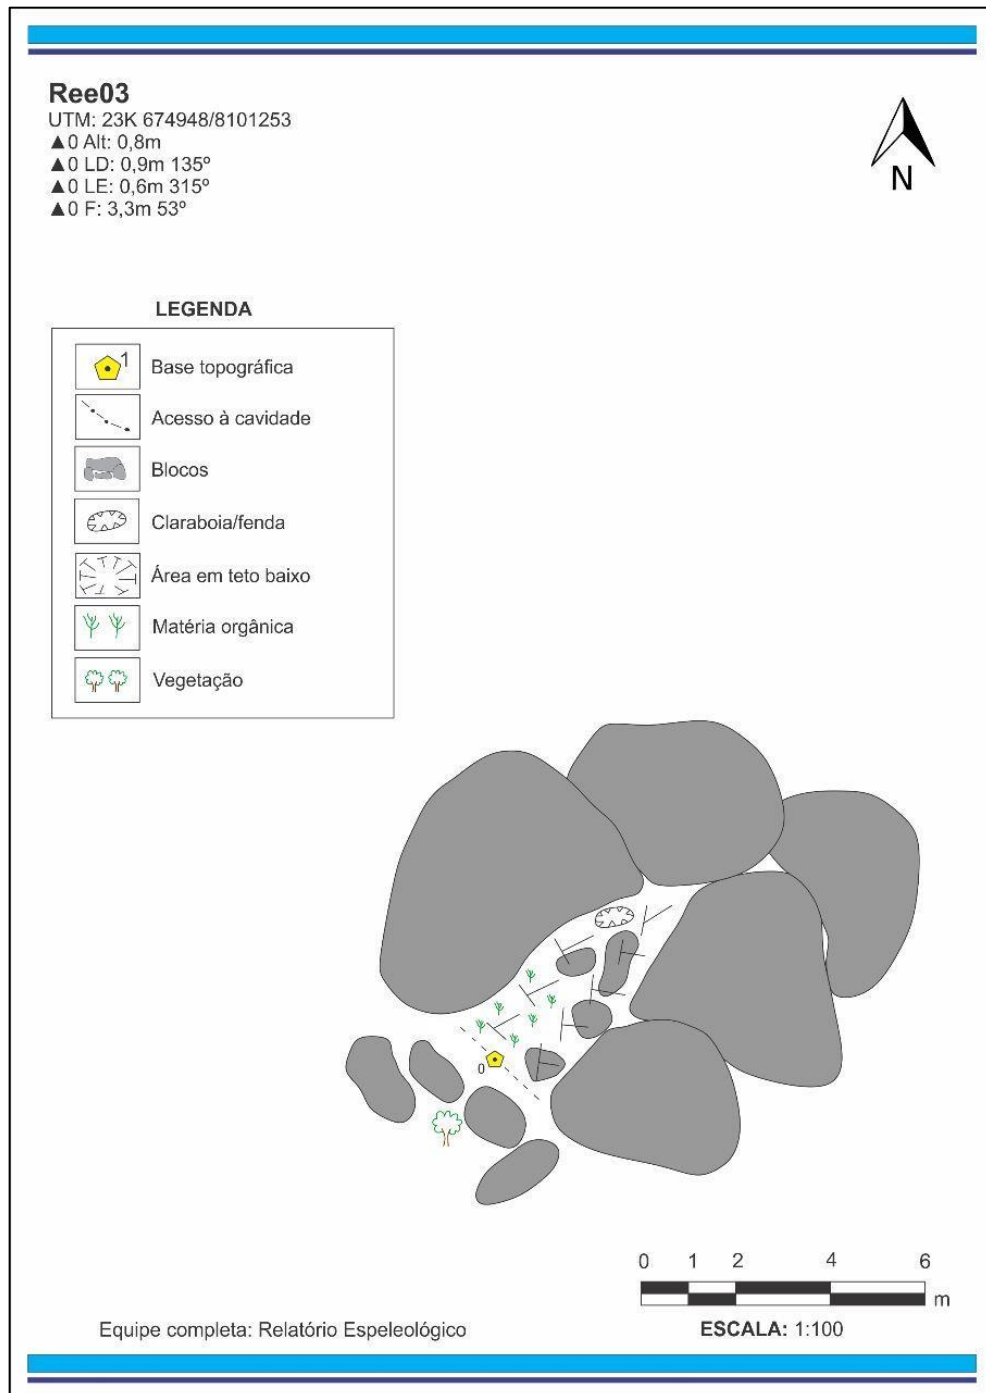 Ree03
UTM: 23K 674948/8101253
▲0 Alt: 0,8m
▲0 LD: 0,9m 135º
▲0 LE: 0,6m 315º
▲0 F: 3,3m 53º
N
LEGENDA
1 Base topográfica
Acesso à cavidade
Blocos
Claraboia/fenda
Área em teto baixo
Matéria orgânica
Vegetação
0
0 1 2 4 6
m
Equipe completa: Relatório Espeleológico
ESCALA: 1:100